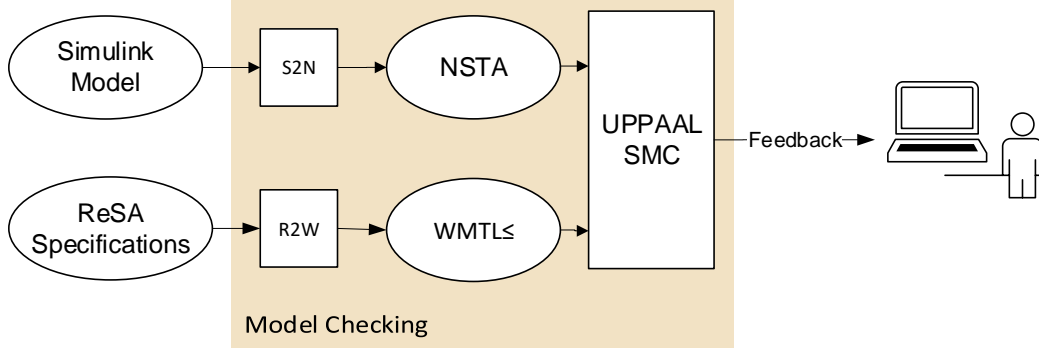 Simulink
Model
S2N
NSTA
UPPAAL
SMC
Feedback
ReSA
Specifications
R2W
WMTL≤
Model Checking